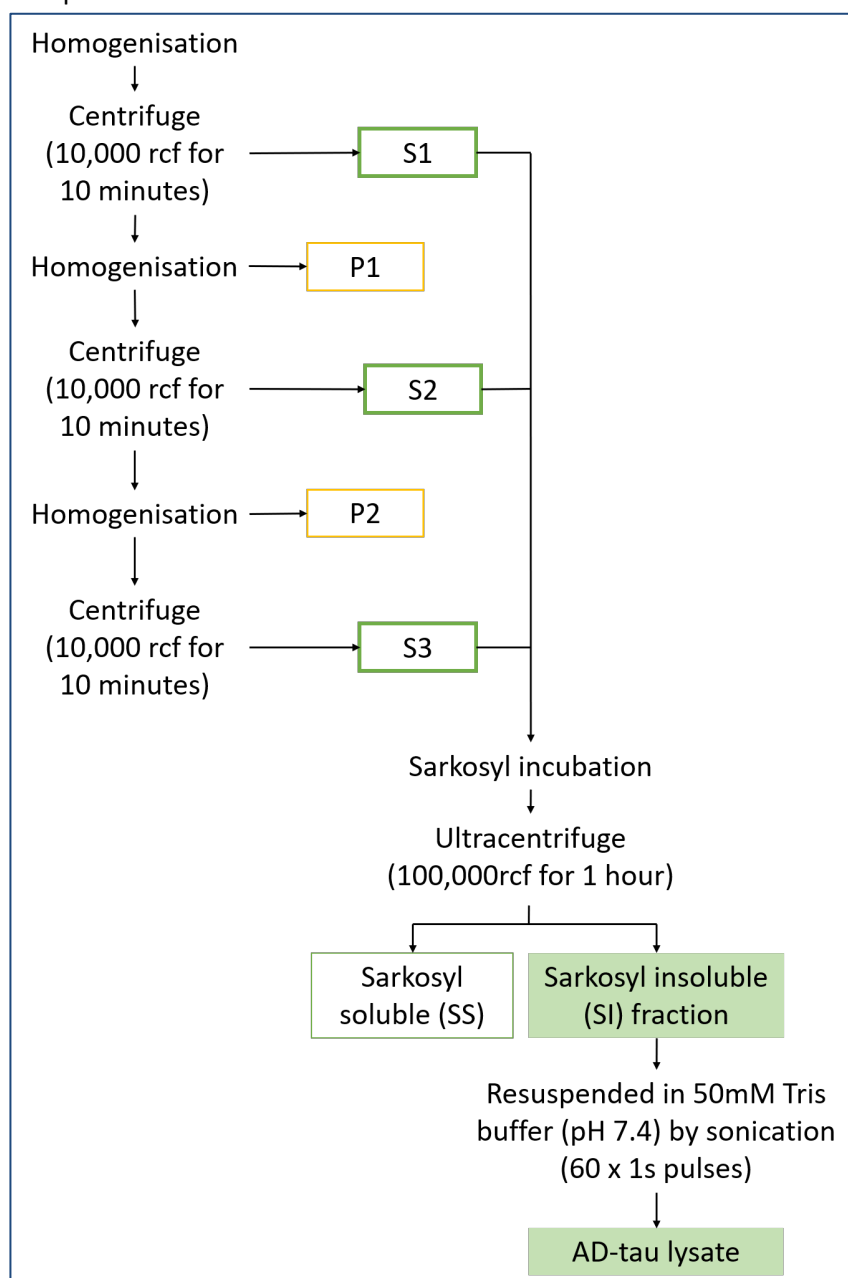 Homogenisation
Centrifuge
(10,000 rcf for
10 minutes)
S1
Homogenisation
P1
Centrifuge
(10,000 rcf for
10 minutes)
S2
Homogenisation
P2
Centrifuge
(10,000 rcf for
10 minutes)
S3
Sarkosyl incubation
Ultracentrifuge
(100,000rcf for 1 hour)
Sarkosyl
soluble (SS)
Sarkosyl insoluble
(SI) fraction
Resuspended in 50mM Tris
buffer (pH 7.4) by sonication
(60 x 1s pulses)
AD-tau lysate